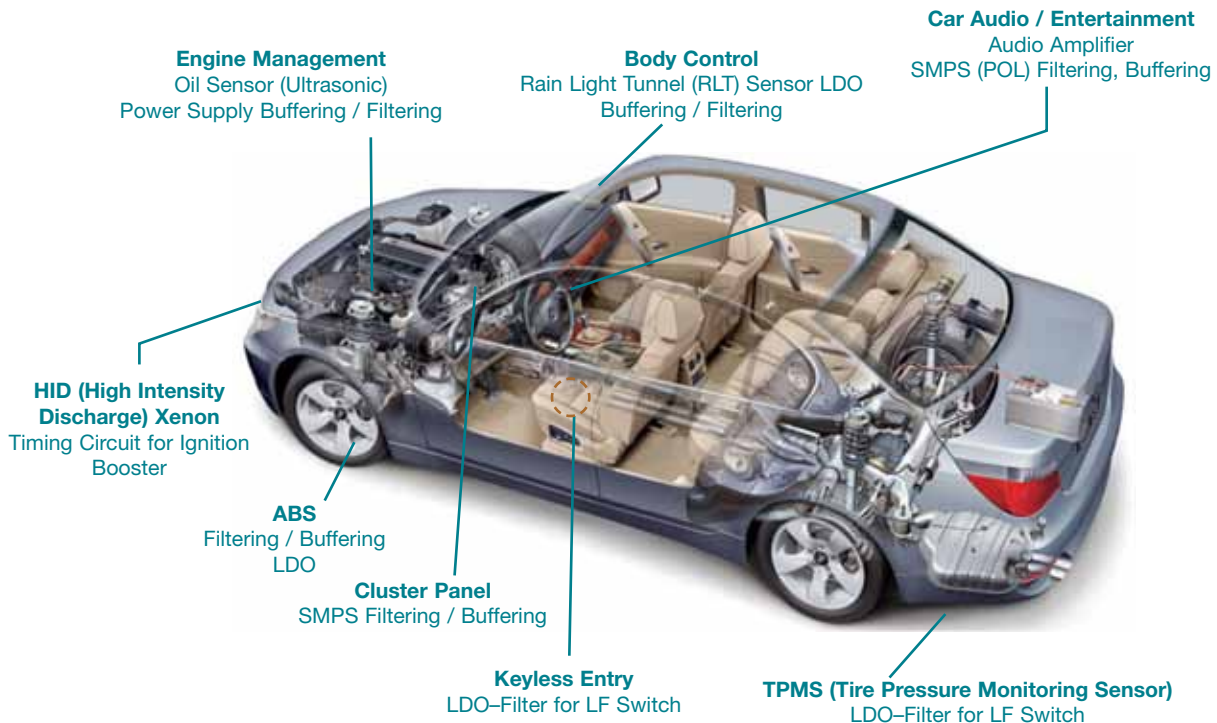 Car Audio / Entertainment
Audio Amplifier
SMPS (POL) Filtering, Buffering
Engine Management
Oil Sensor (Ultrasonic)
Power Supply Buffering / Filtering
Body Control
Rain Light Tunnel (RLT) Sensor LDO
Buffering / Filtering
HID (High Intensity
Discharge) Xenon
Timing Circuit for Ignition
Booster
ABS
Filtering / Buffering
LDO
Cluster Panel
SMPS Filtering / Buffering
Keyless Entry
LDO–Filter for LF Switch
TPMS (Tire Pressure Monitoring Sensor)
LDO–Filter for LF Switch